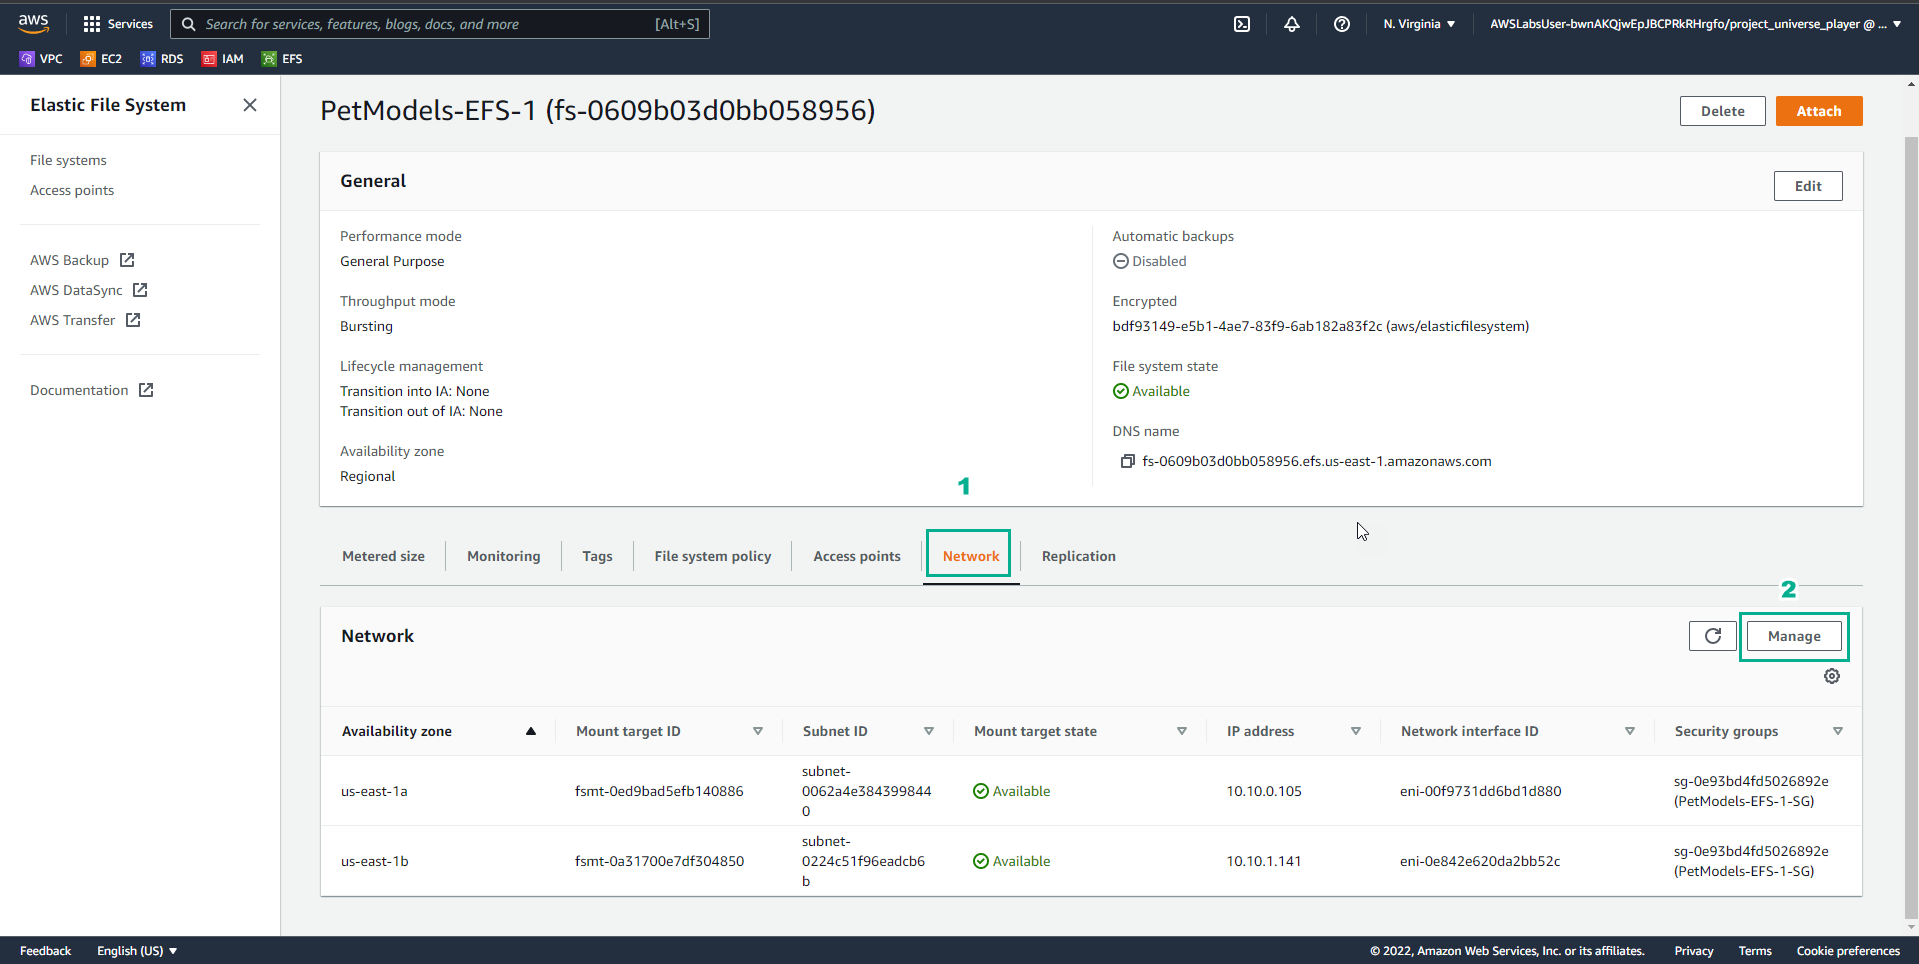 aws
Services
Search for services, features, blogs, docs, and more
[Alt+S]
N. Virginia
AWSLabsUser-bwnAKQjwEpJBCPRkRHrgfo/project_universe_player @ ...
VPC
EC2
RDS
IAM
EFS
Elastic File System
File systems
Access points
AWS Backup
AWS DataSync
AWS Transfer
Documentation
PetModels-EFS-1 (fs-0609b03d0bb058956)
Delete
Attach
General
Edit
Performance mode
General Purpose
Throughput mode
Bursting
Lifecycle management
Transition into IA: None
Transition out of IA: None
Availability zone
Regional
Automatic backups
Disabled
Encrypted
bdf93149-e5b1-4ae7-83f9-6ab182a83f2c (aws/elasticfilesystem)
File system state
Available
DNS name
fs-0609b03d0bb058956.efs.us-east-1.amazonaws.com
1
Metered size
Monitoring
Tags
File system policy
Access points
Network
Replication
2
Network
Manage
Availability zone
Mount target ID
Subnet ID
Mount target state
IP address
Network interface ID
Security groups
us-east-1a
fsmt-0ed9bad5efb140886
subnet-
0062a4e384399844
0
Available
10.10.0.105
eni-00f9731dd6bd1d880
sg-0e93bd4fd5026892e
(PetModels-EFS-1-SG)
us-east-1b
fsmt-0a31700e7df304850
subnet-
0224c51f96eadcb6
b
Available
10.10.1.141
eni-0e842e620da2bb52c
sg-0e93bd4fd5026892e
(PetModels-EFS-1-SG)
Feedback
English (US)
© 2022, Amazon Web Services, Inc. or its affiliates.
Privacy
Terms
Cookie preferences